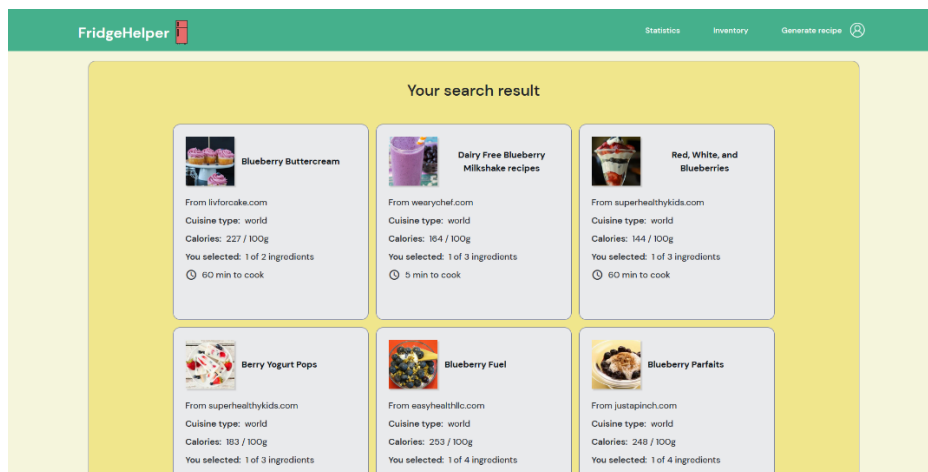 FridgeHelper
Statistics Inventory Generate recipe
Your search result
Blueberry Buttercream
From livforcake.com
Cuisine type: world
Calories: 227 / 100g
You selected: 1 of 2 ingredients
60 min to cook
Dairy Free Blueberry
Milkshake recipes
From wearychef.com
Cuisine type: world
Calories: 164 / 100g
You selected: 1 of 3 ingredients
5 min to cook
Red, White, and
Blueberries
From superhealthykids.com
Cuisine type: world
Calories: 144 / 100g
You selected: 1 of 3 ingredients
60 min to cook
Berry Yogurt Pops
From superhealthykids.com
Cuisine type: world
Calories: 183 / 100g
You selected: 1 of 3 ingredients
Blueberry Fuel
From easyhealthllc.com
Cuisine type: world
Calories: 253 / 100g
You selected: 1 of 4 ingredients
Blueberry Parfaits
From justapinch.com
Cuisine type: world
Calories: 248 / 100g
You selected: 1 of 4 ingredients